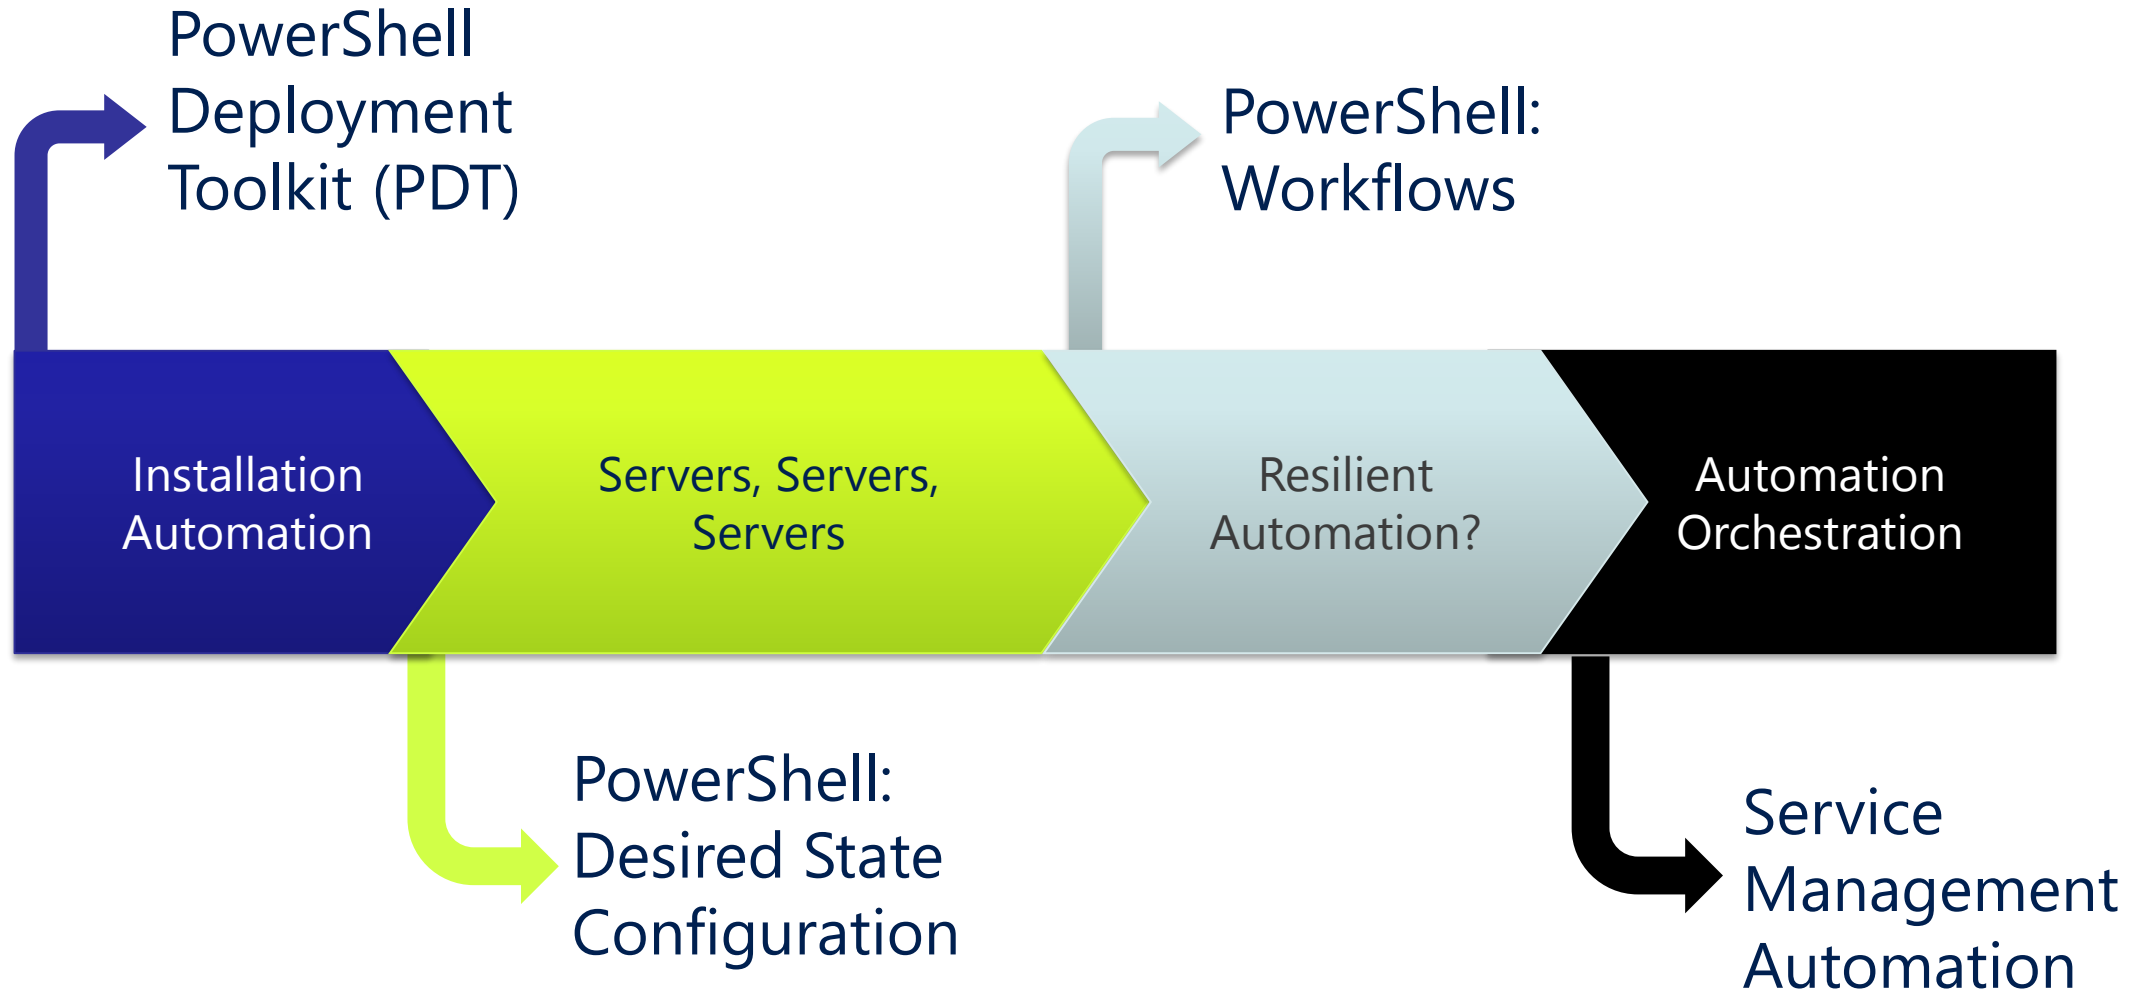 PowerShell
Deployment
Toolkit (PDT)
PowerShell:
Workflows
Installation
Automation
Servers, Servers,
Servers
Resilient
Automation?
Automation
Orchestration
PowerShell:
Desired State
Configuration
Service
Management
Automation